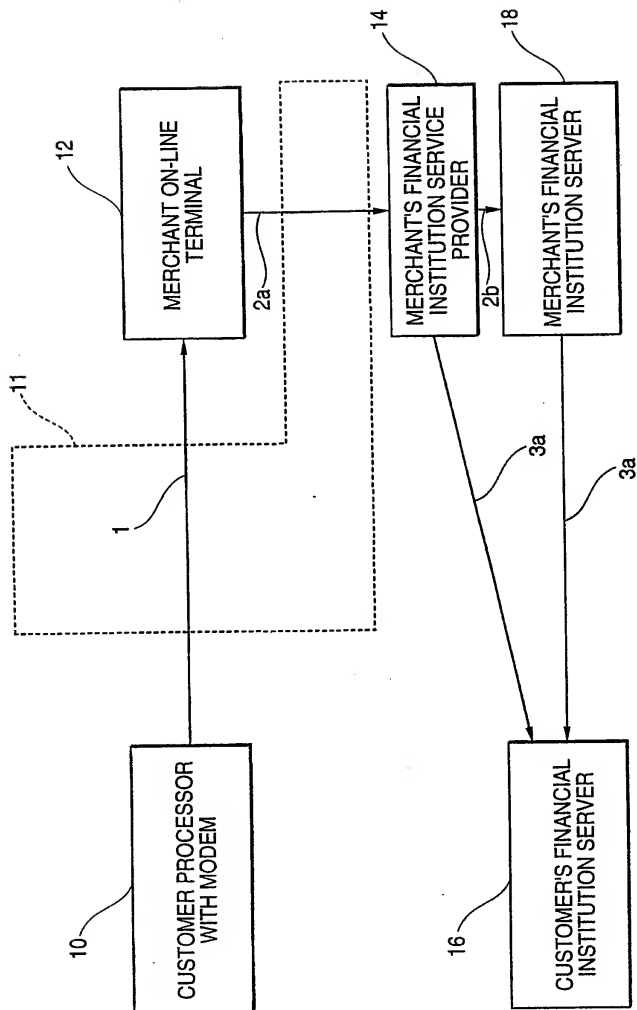 10
CUSTOMER PROCESSOR
WITH MODEM
11
1
12
MERCHANT ON-LINE
TERMINAL
2a
14
MERCHANT'S FINANCIAL
INSTITUTION SERVICE
PROVIDER
2b
18
MERCHANT'S FINANCIAL
INSTITUTION SERVER
3a
3a
16
CUSTOMER'S FINANCIAL
INSTITUTION SERVER